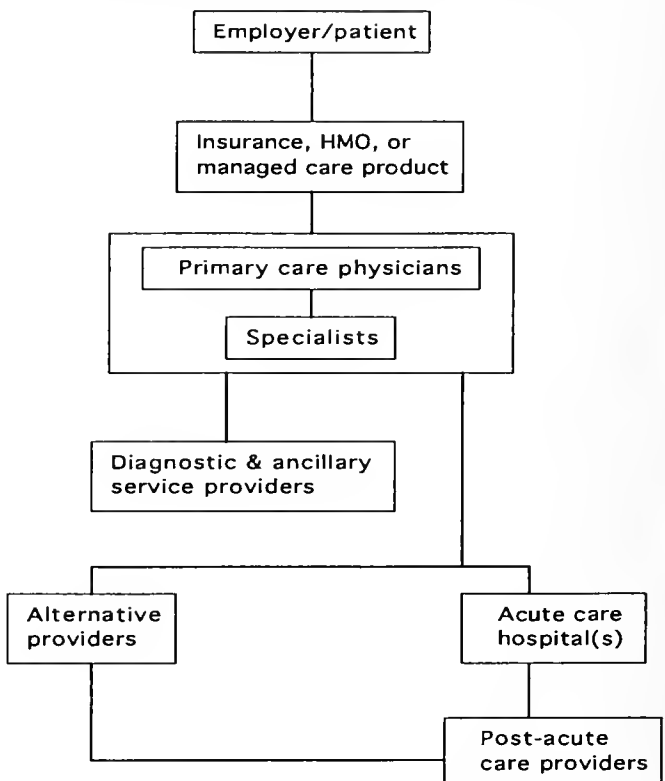 Employer/patient
Insurance, HMO, or
managed care product
Primary care physicians
Specialists
Diagnostic & ancillary
service providers
Alternative
providers
Acute care
hospital(s)
Post-acute
care providers